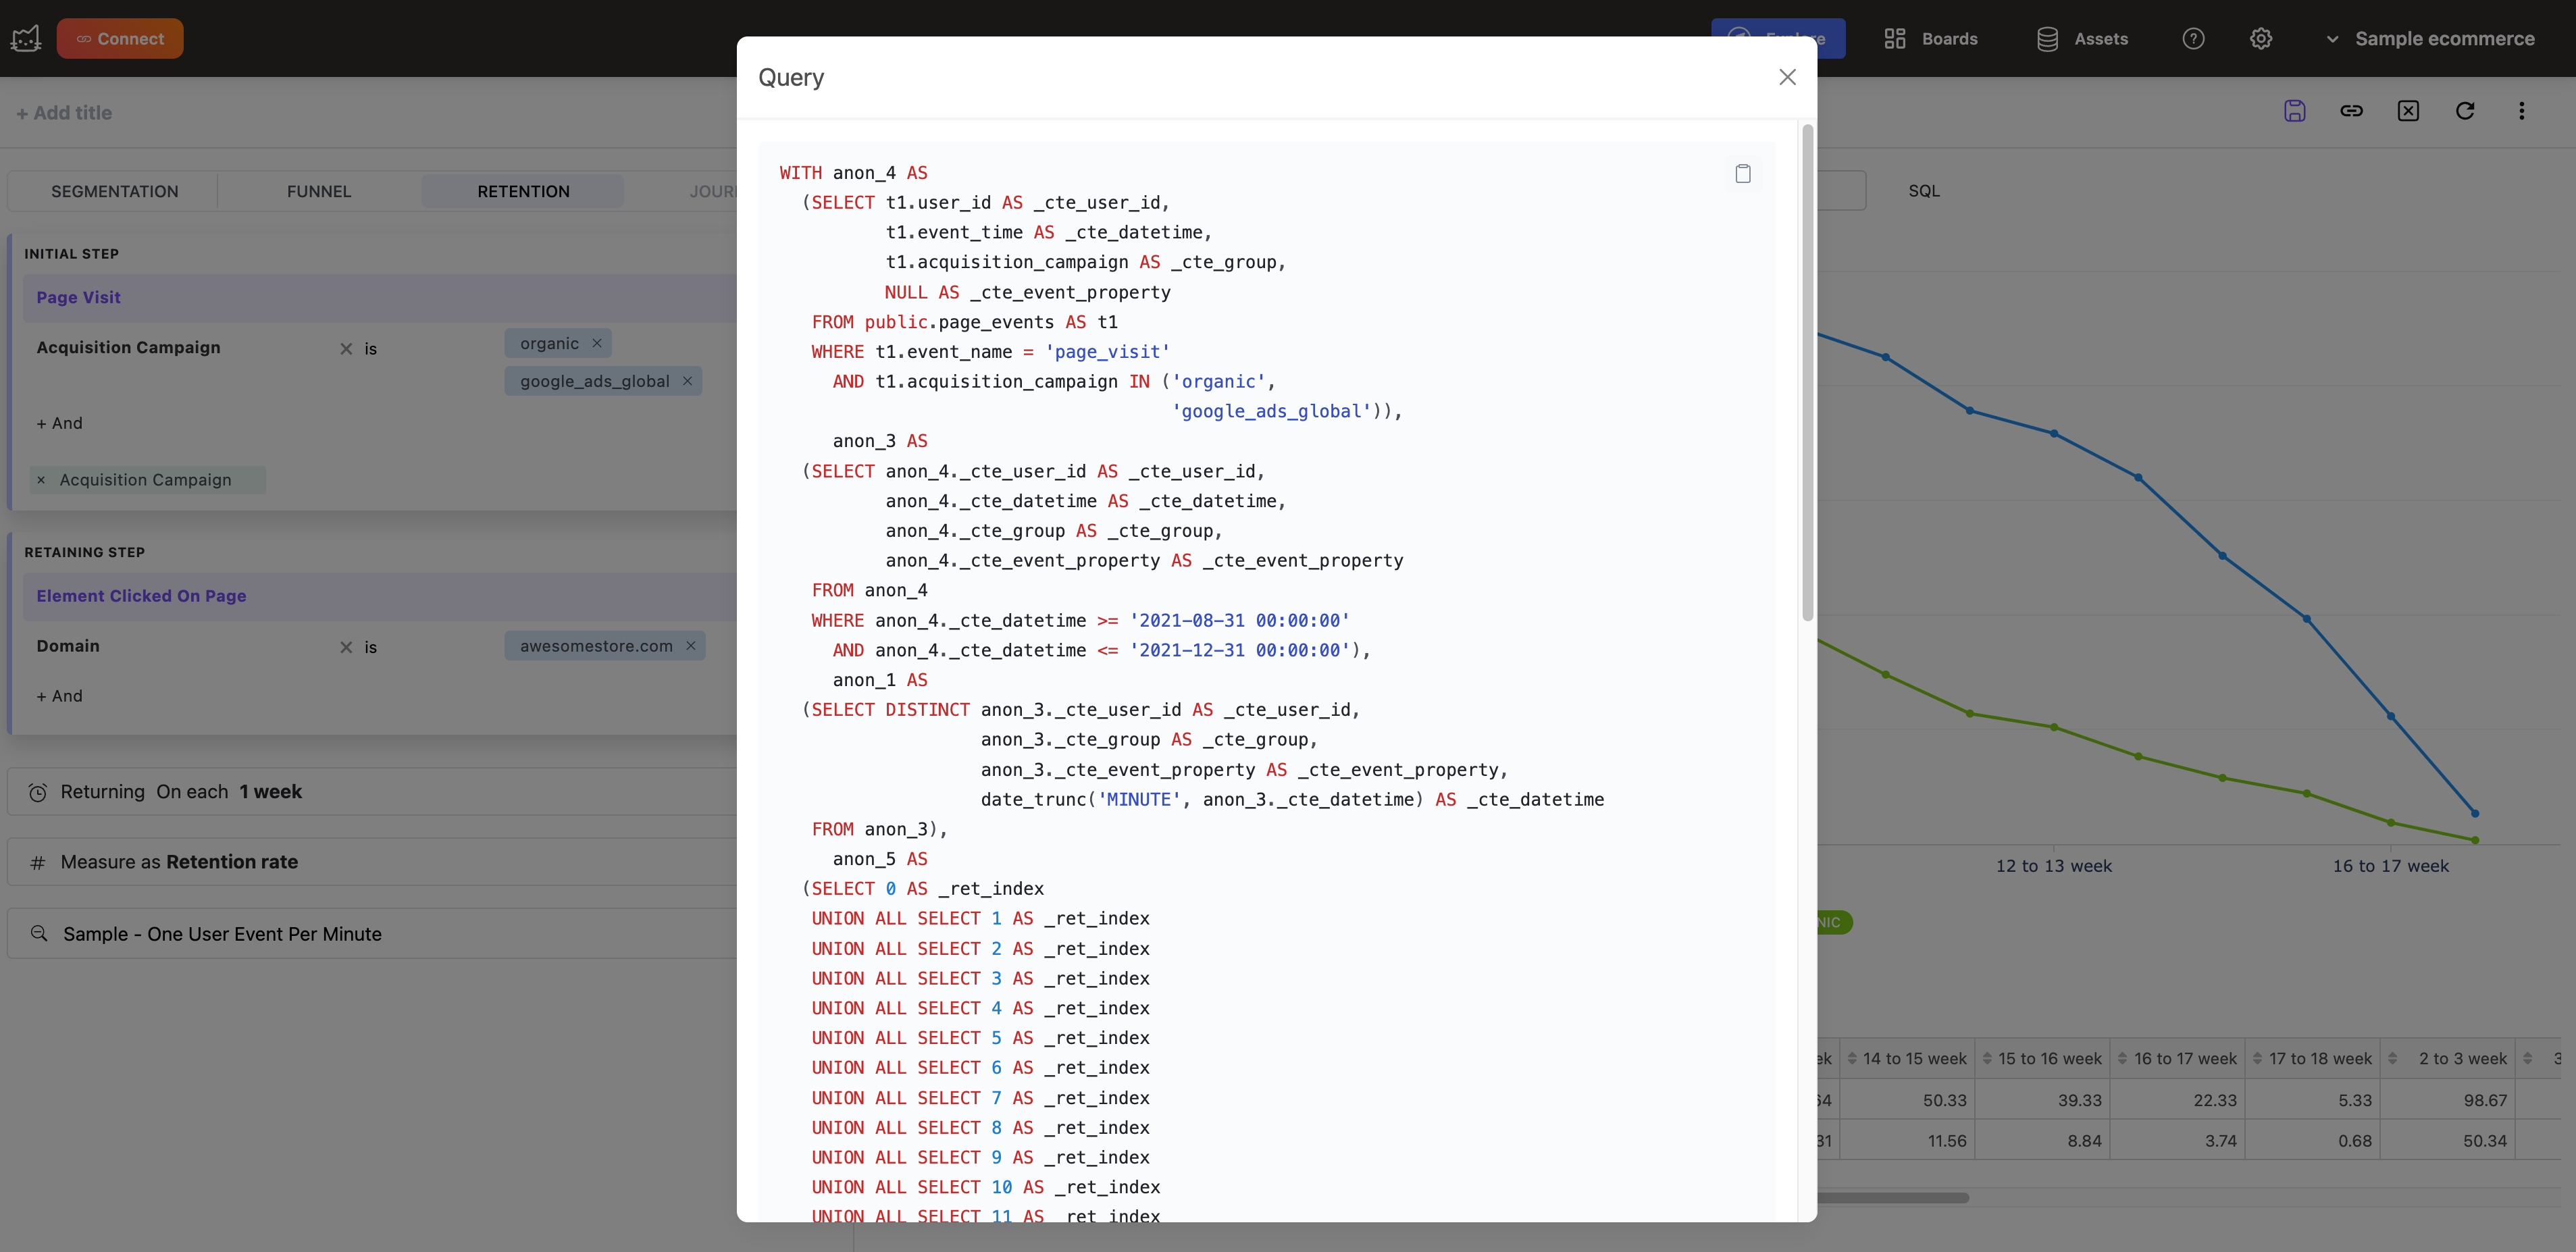 Connect
Explore
Boards
Assets
Sample ecommerce
+ Add title
SEGMENTATION
FUNNEL
RETENTION
SQL
INITIAL STEP
Page Visit
Acquisition Campaign
is
organic
google_ads_global
+ And
Acquisition Campaign
RETAINING STEP
Element Clicked On Page
Domain
is
awesomestore.com
+ And
Returning On each 1 week
# Measure as Retention rate
Sample - One User Event Per Minute
Query
WITH anon_4 AS
(SELECT t1.user_id AS _cte_user_id,
t1.event_time AS _cte_datetime,
t1.acquisition_campaign AS _cte_group,
NULL AS _cte_event_property
FROM public.page_events AS t1
WHERE t1.event_name = 'page_visit'
AND t1.acquisition_campaign IN ('organic',
'google_ads_global')),
anon_3 AS
(SELECT anon_4._cte_user_id AS _cte_user_id,
anon_4._cte_datetime AS _cte_datetime,
anon_4._cte_group AS _cte_group,
anon_4._cte_event_property AS _cte_event_property
FROM anon_4
WHERE anon_4._cte_datetime >= '2021-08-31 00:00:00'
AND anon_4._cte_datetime <= '2021-12-31 00:00:00'),
anon_1 AS
(SELECT DISTINCT anon_3._cte_user_id AS _cte_user_id,
anon_3._cte_group AS _cte_group,
anon_3._cte_event_property AS _cte_event_property,
date_trunc('MINUTE', anon_3._cte_datetime) AS _cte_datetime
FROM anon_3),
anon_5 AS
(SELECT 0 AS _ret_index
UNION ALL SELECT 1 AS _ret_index
UNION ALL SELECT 2 AS _ret_index
UNION ALL SELECT 3 AS _ret_index
UNION ALL SELECT 4 AS _ret_index
UNION ALL SELECT 5 AS _ret_index
UNION ALL SELECT 6 AS _ret_index
UNION ALL SELECT 7 AS _ret_index
UNION ALL SELECT 8 AS _ret_index
UNION ALL SELECT 9 AS _ret_index
UNION ALL SELECT 10 AS _ret_index
UNION ALL SELECT 11 AS _ret_index
12 to 13 week
16 to 17 week
14 to 15 week
15 to 16 week
16 to 17 week
17 to 18 week
2 to 3 week
50.33
39.33
22.33
5.33
98.67
11.56
8.84
3.74
0.68
50.34